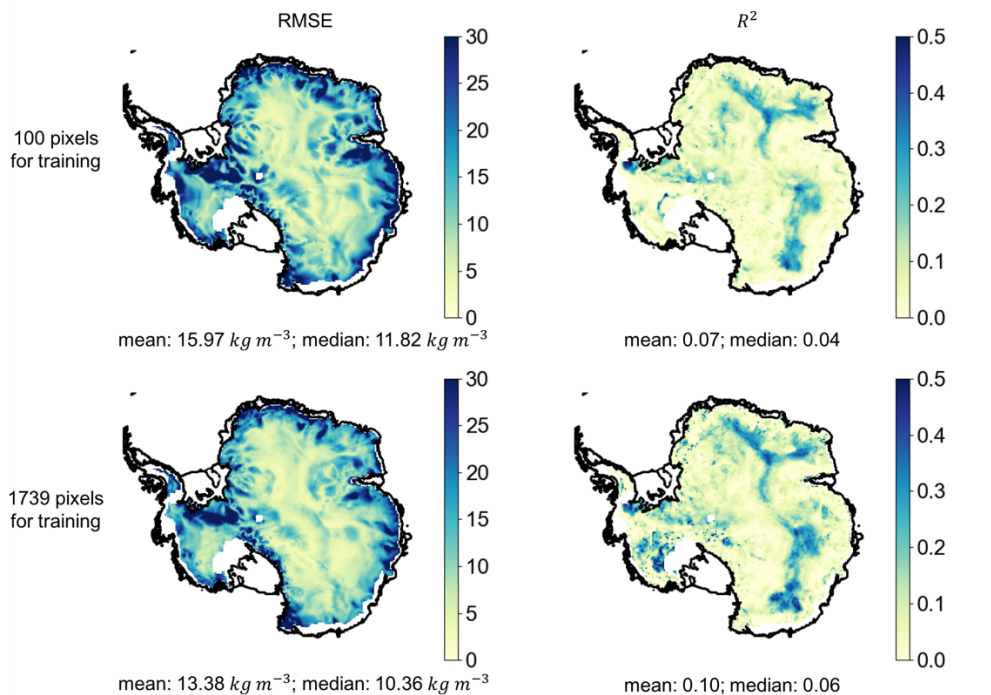 RMSE
R²
30
25
20
15
10
5
0
0.5
0.4
0.3
0.2
0.1
0.0
100 pixels
for training
mean: 15.97 kg m⁻³; median: 11.82 kg m⁻³
mean: 0.07; median: 0.04
30
25
20
15
10
5
0
0.5
0.4
0.3
0.2
0.1
0.0
1739 pixels
for training
mean: 13.38 kg m⁻³; median: 10.36 kg m⁻³
mean: 0.10; median: 0.06